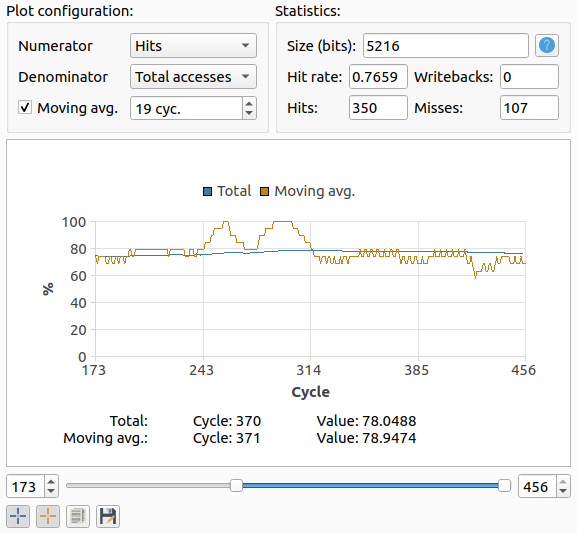 Plot configuration:
Numerator Hits
Denominator Total accesses
Moving avg. 19 cyc.
Statistics:
Size (bits): 5216 ?
Hit rate: 0.7659 Writebacks: 0
Hits: 350 Misses: 107
Total Moving avg.
100
80
60
40
20
0
%
173 243 314 385 456
Cycle
Total: Cycle: 370 Value: 78.0488
Moving avg.: Cycle: 371 Value: 78.9474
173 456